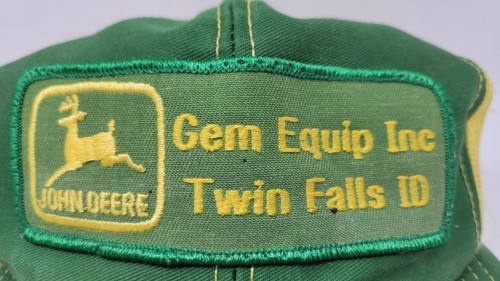 JOHN DEERE
Gem Equip Inc
Twin Falls ID